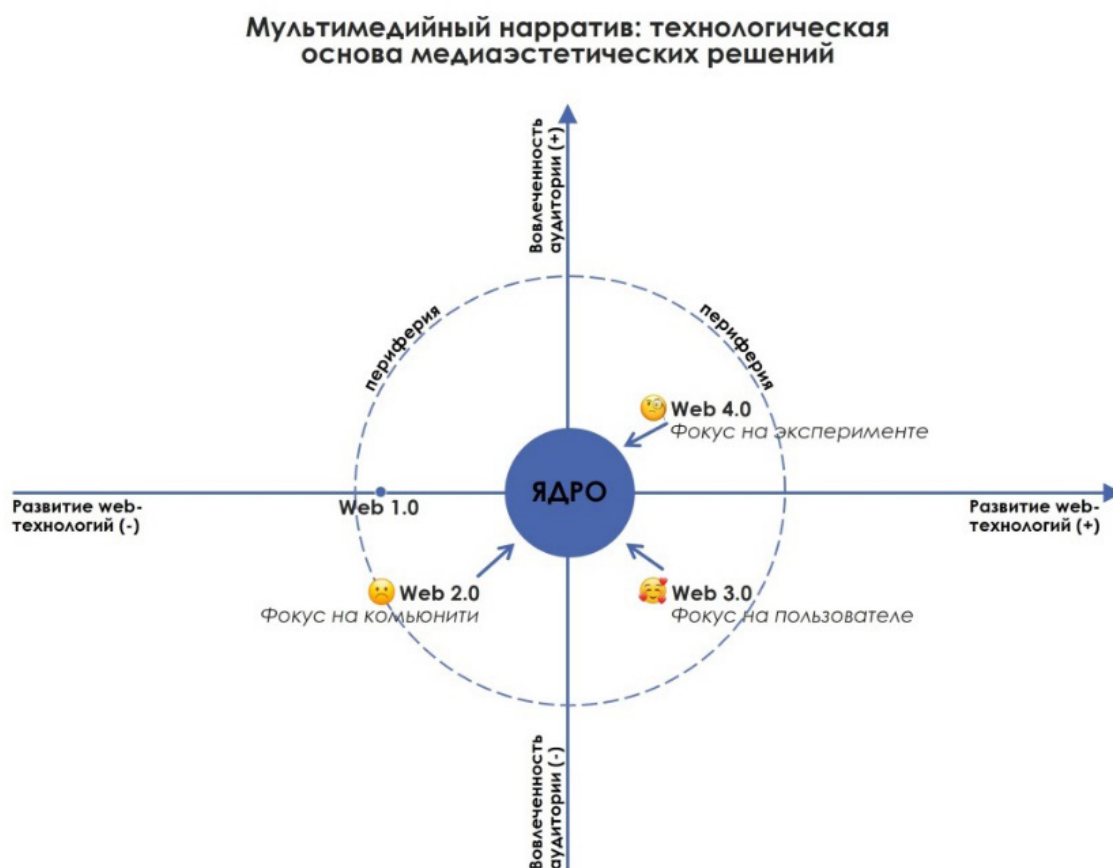 Мультимедийный нарратив: технологическая
основа медиаэстетических решений
Вовлеченность
аудитории (+)
периферия
периферия
Web 4.0
Фокус на эксперименте
ЯДРО
Развитие web-
технологий (-)
Web 1.0
Развитие web-
технологий (+)
Web 2.0
Фокус на комьюнити
Web 3.0
Фокус на пользователе
Вовлеченность
аудитории (-)